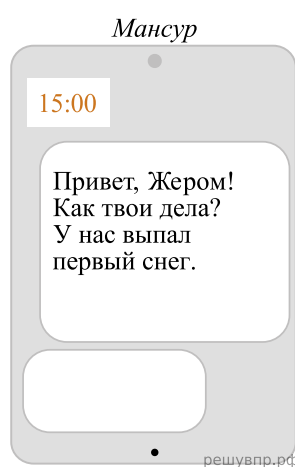 Мансур
15:00
Привет, Жером!
Как твои дела?
У нас выпал
первый снег.
решувпр.рф